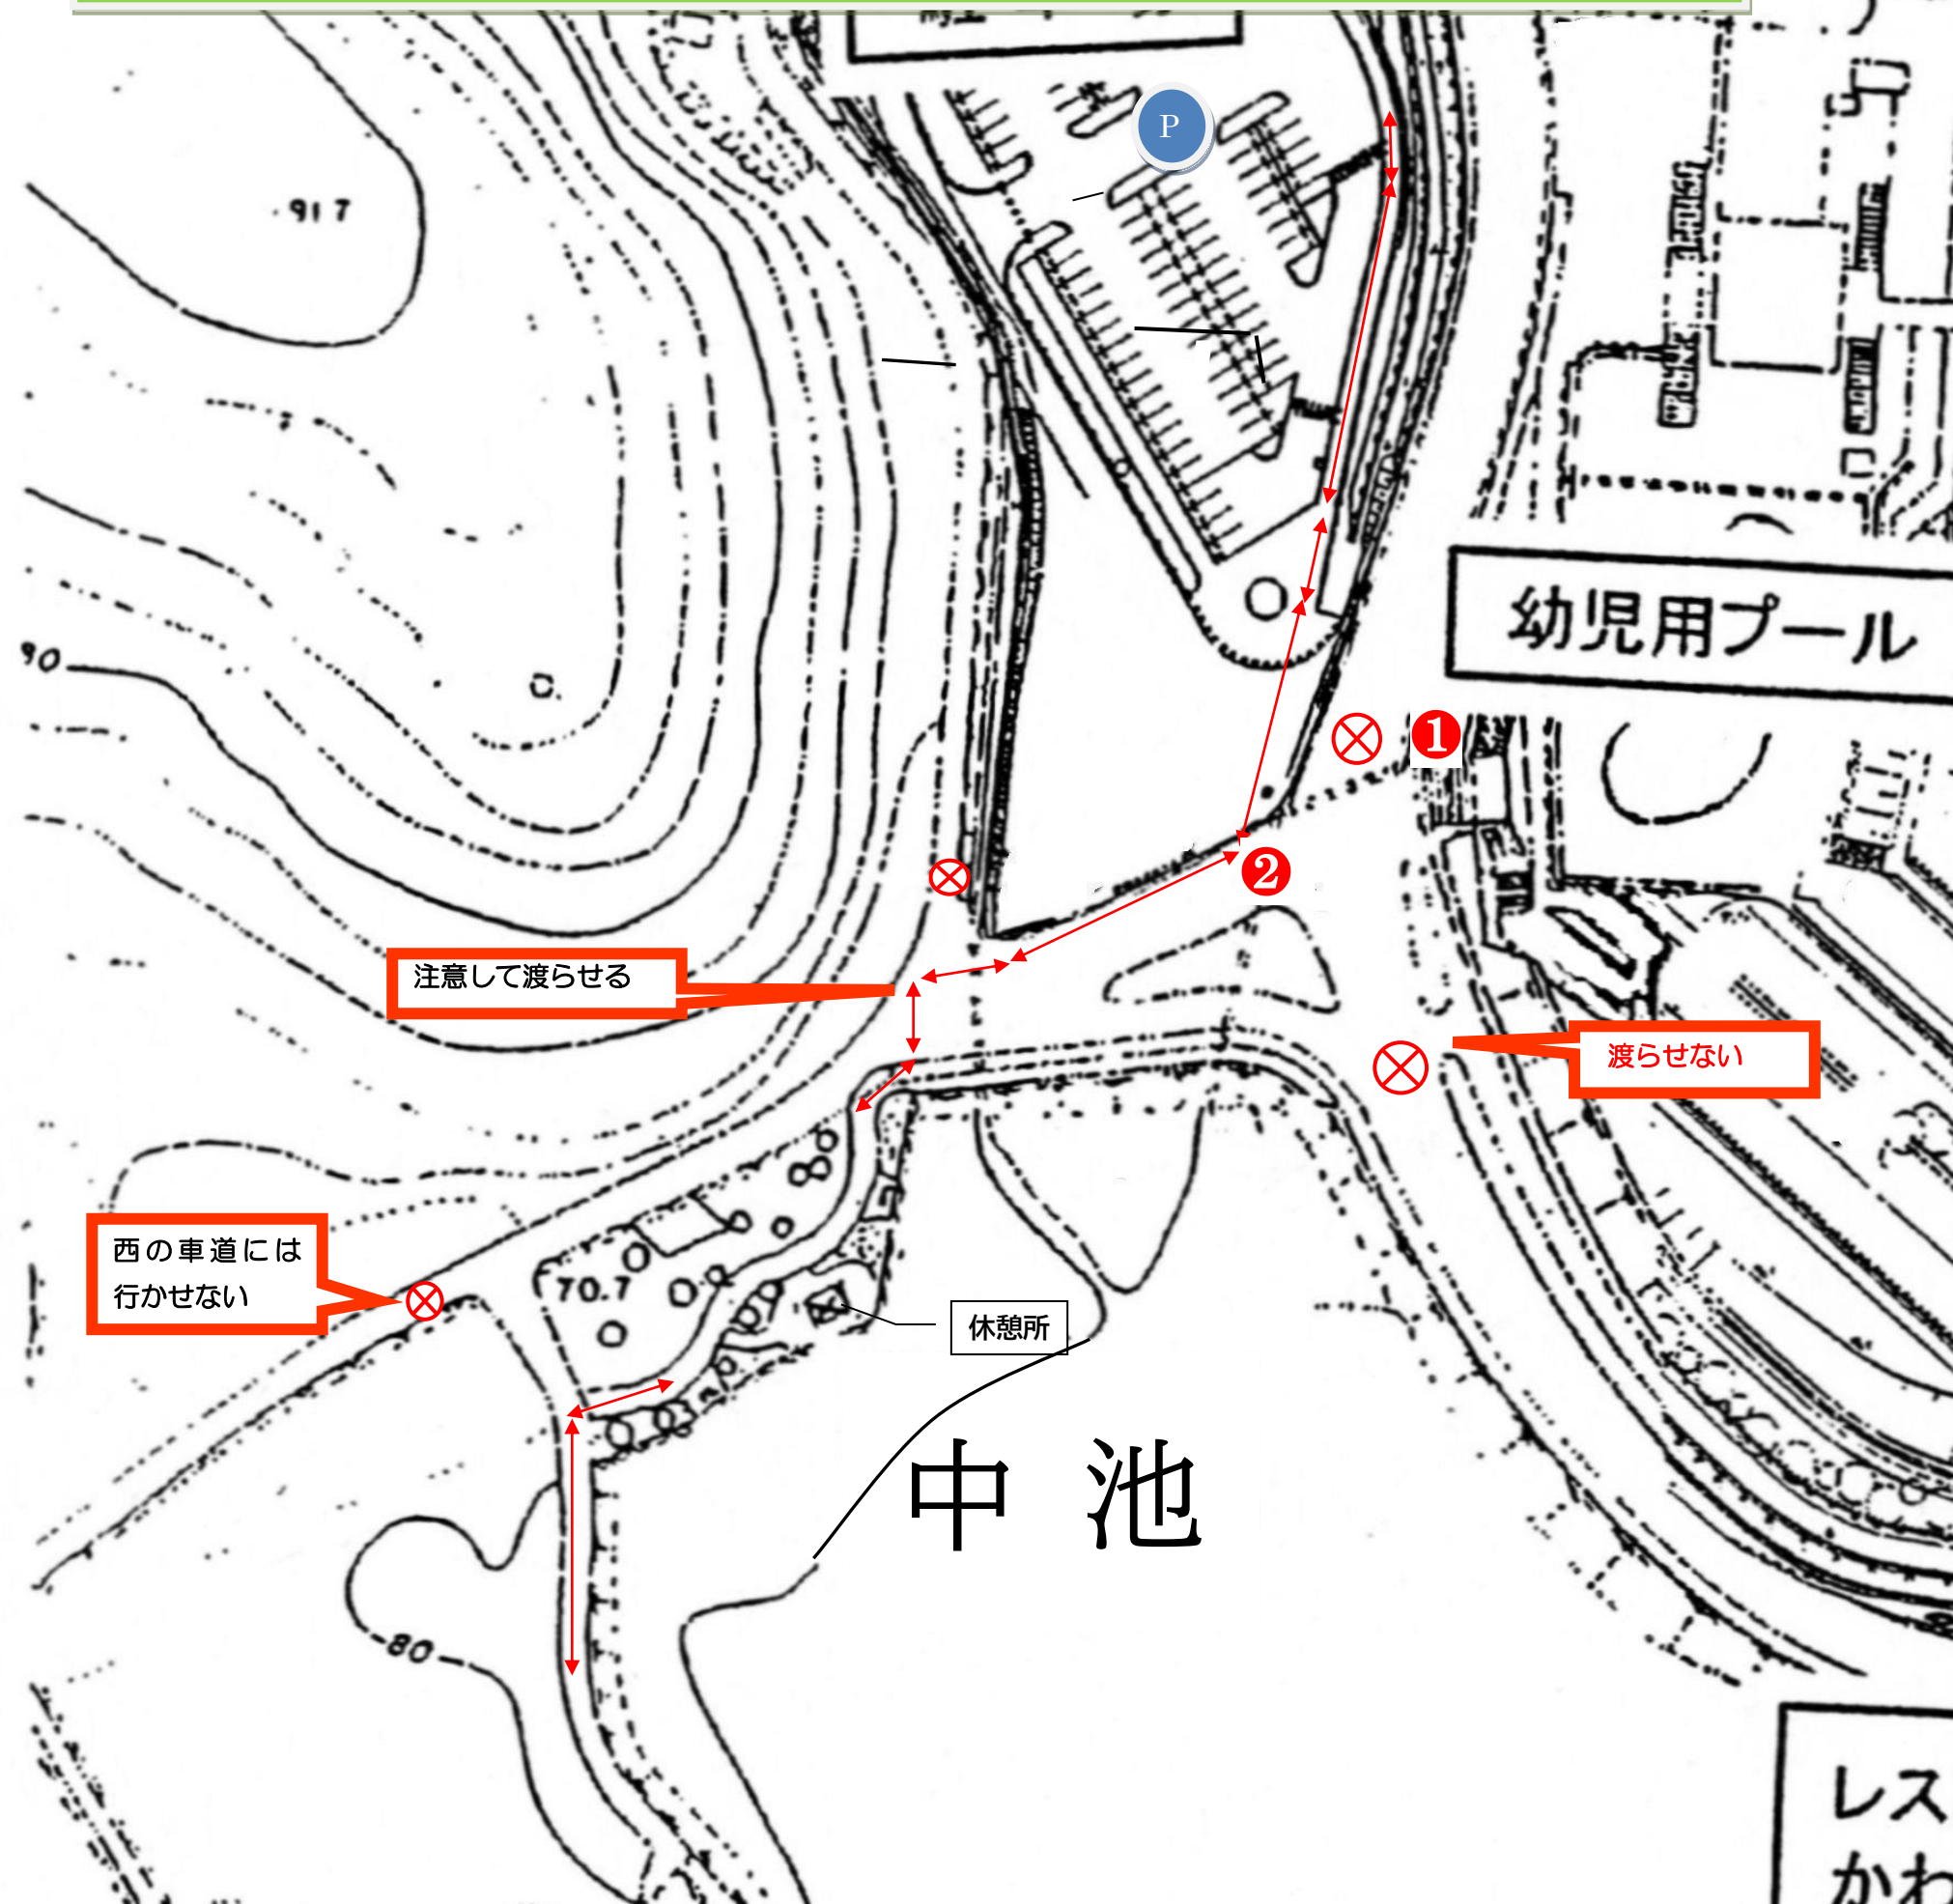 P
917
幼児用プール
90
❶
❷
注意して渡らせる
渡らせない
西の車道には
行かせない
70.7
休憩所
中 池
80
レス
かわ